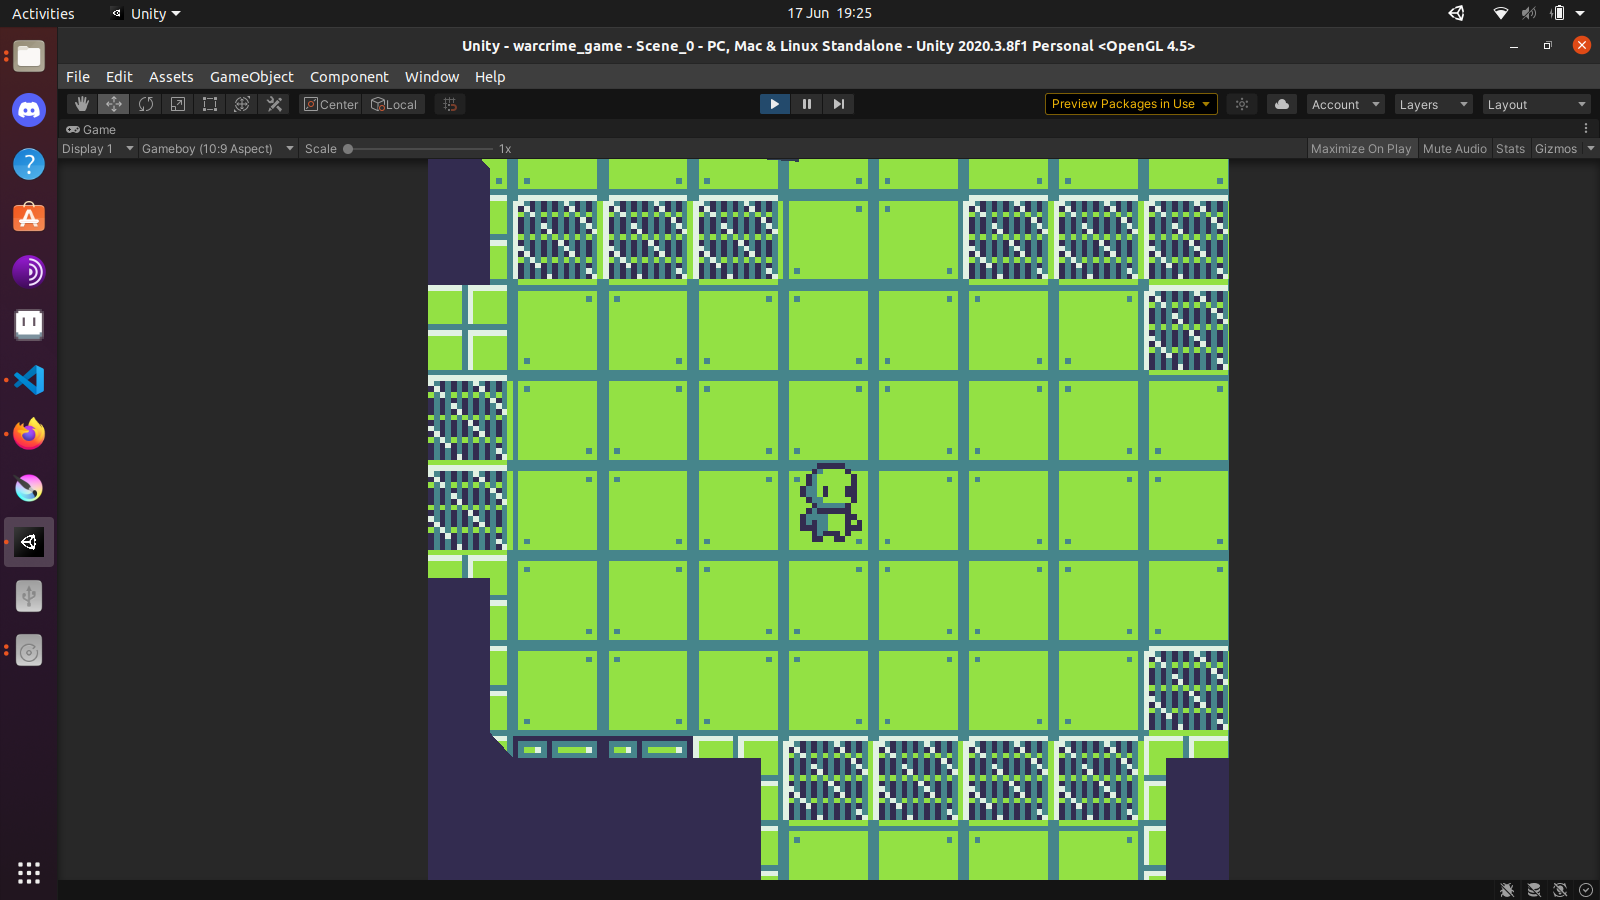 Activities Unity 17 Jun 19:25
Unity - warcrime_game - Scene_0 - PC, Mac & Linux Standalone - Unity 2020.3.8f1 Personal <OpenGL 4.5>
File Edit Assets GameObject Component Window Help
Center Local Preview Packages in Use Account Layers Layout
Game
Display 1 Gameboy (10:9 Aspect) Scale 1x Maximize On Play Mute Audio Stats Gizmos